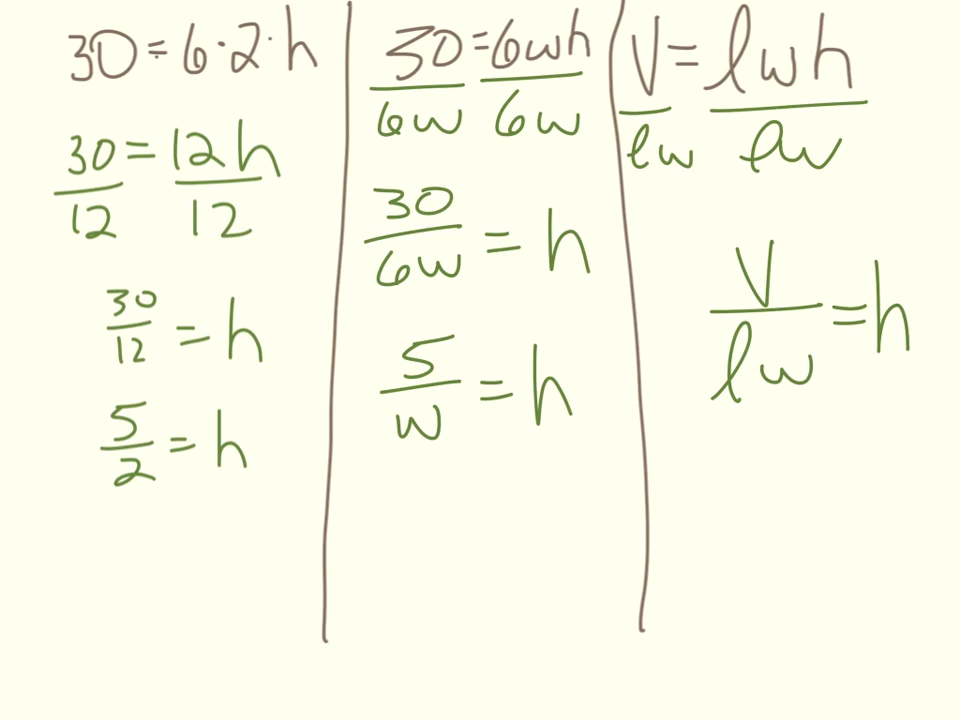 30 = 6·2·h
30 = 12h
12 12
30/12 = h
5/2 = h
30 = 6wh
6w 6w
30/6w = h
5/w = h
V = lwh
lw lw
V/lw = h